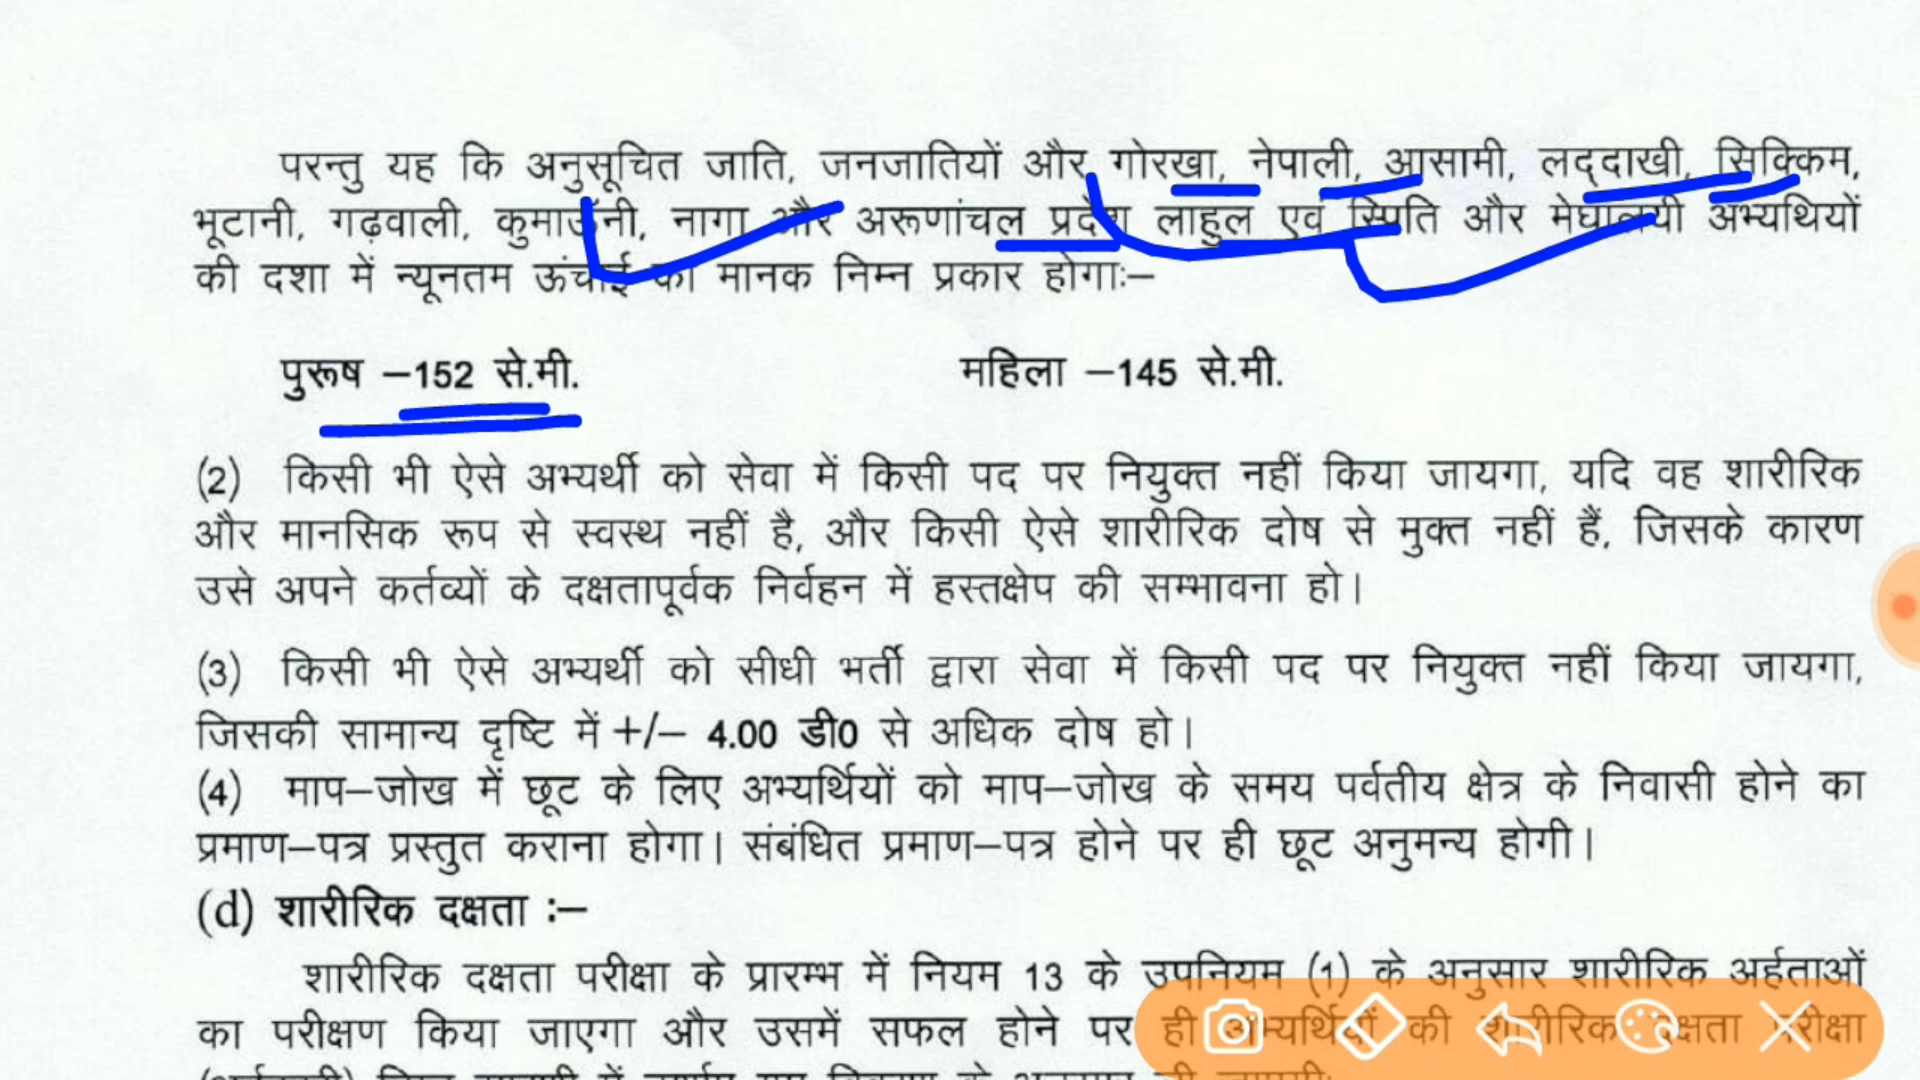 परन्तु यह कि अनुसूचित जाति, जनजातियों और गोरखा, नेपाली, आसामी, लद्दाखी, सिक्किम,
भूटानी, गढ़वाली, कुमाऊँनी, नागा और अरूणांचल प्रदेश लाहुल एवं स्पिति और मेघालयी अभ्यथियों
की दशा में न्यूनतम ऊंचाई का मानक निम्न प्रकार होगाः–
पुरूष –152 से.मी. महिला –145 से.मी.
(2) किसी भी ऐसे अभ्यर्थी को सेवा में किसी पद पर नियुक्त नहीं किया जायगा, यदि वह शारीरिक
और मानसिक रूप से स्वस्थ नहीं है, और किसी ऐसे शारीरिक दोष से मुक्त नहीं हैं, जिसके कारण
उसे अपने कर्तव्यों के दक्षतापूर्वक निर्वहन में हस्तक्षेप की सम्भावना हो।
(3) किसी भी ऐसे अभ्यर्थी को सीधी भर्ती द्वारा सेवा में किसी पद पर नियुक्त नहीं किया जायगा,
जिसकी सामान्य दृष्टि में +/– 4.00 डी0 से अधिक दोष हो।
(4) माप–जोख में छूट के लिए अभ्यर्थियों को माप–जोख के समय पर्वतीय क्षेत्र के निवासी होने का
प्रमाण–पत्र प्रस्तुत कराना होगा। संबंधित प्रमाण–पत्र होने पर ही छूट अनुमन्य होगी।
(d) शारीरिक दक्षता :–
शारीरिक दक्षता परीक्षा के प्रारम्भ में नियम 13 के उपनियम (1) के अनुसार शारीरिक अर्हताओं
का परीक्षण किया जाएगा और उसमें सफल होने पर ही अभ्यर्थियों की शारीरिक दक्षता परीक्षा